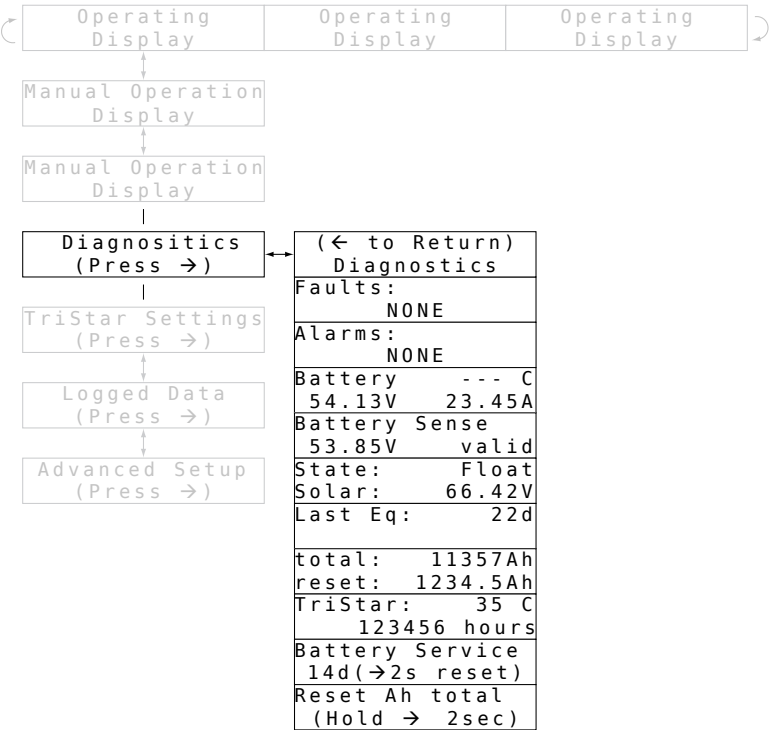 Operating
Display
Operating
Display
Operating
Display
Manual Operation
Display
Manual Operation
Display
Diagnositics
(Press →)
TriStar Settings
(Press →)
Logged Data
(Press →)
Advanced Setup
(Press →)
(← to Return)
Diagnostics
Faults:
NONE
Alarms:
NONE
Battery --- C
54.13V 23.45A
Battery Sense
53.85V valid
State: Float
Solar: 66.42V
Last Eq: 22d
total: 11357Ah
reset: 1234.5Ah
TriStar: 35 C
123456 hours
Battery Service
14d(→2s reset)
Reset Ah total
(Hold → 2sec)